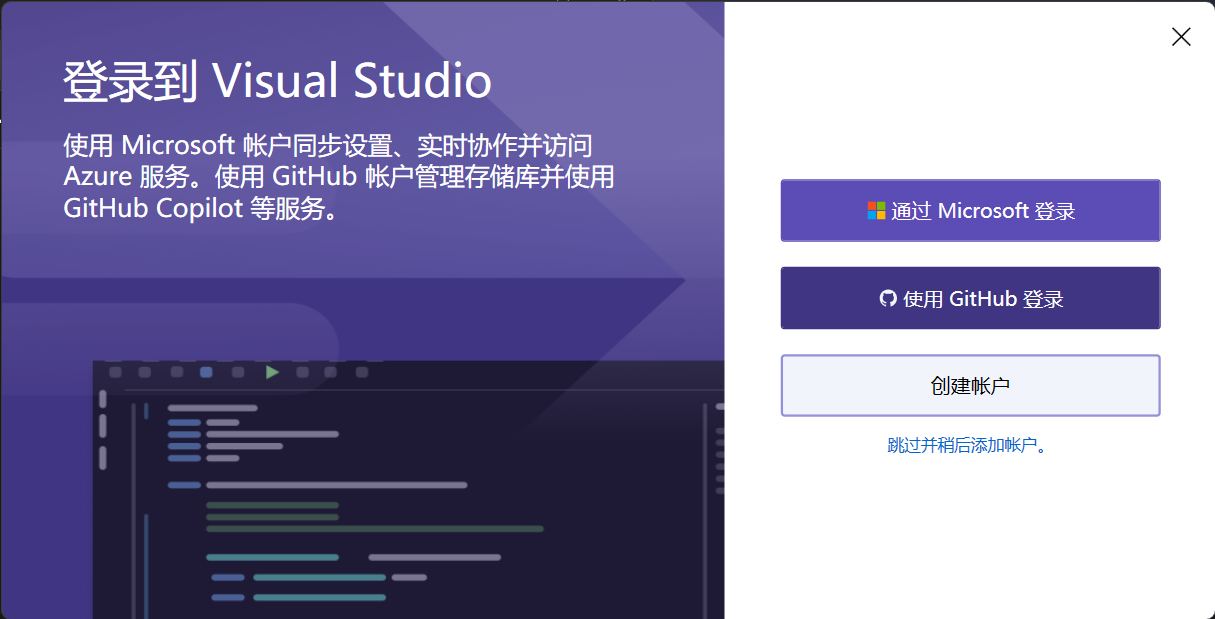 登录到 Visual Studio
使用 Microsoft 帐户同步设置、实时协作并访问
Azure 服务。使用 GitHub 帐户管理存储库并使用
GitHub Copilot 等服务。
通过 Microsoft 登录
使用 GitHub 登录
创建帐户
跳过并稍后添加帐户。